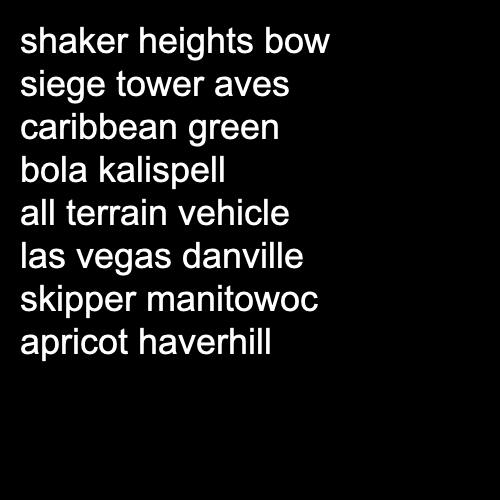 shaker heights bow
siege tower aves
caribbean green
bola kalispell
all terrain vehicle
las vegas danville
skipper manitowoc
apricot haverhill